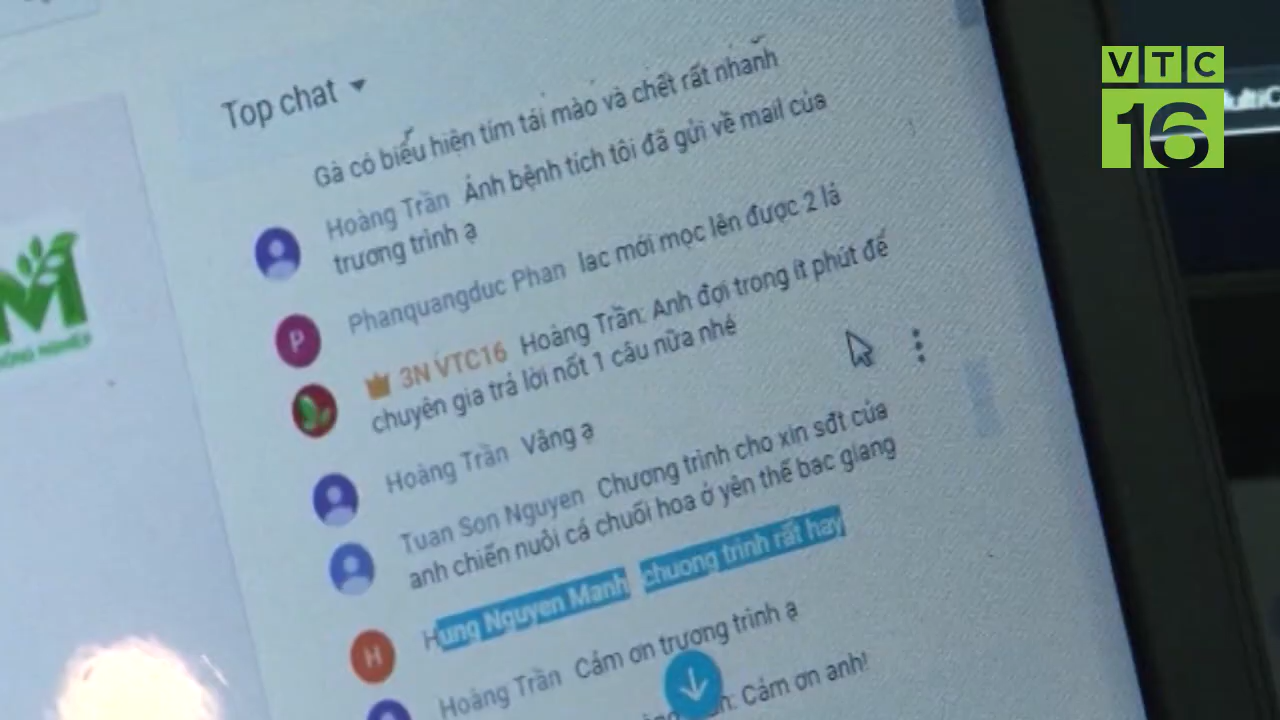 VTC
16
Top chat
Gà có biểu hiện tím tái mào và chết rất nhanh
Hoàng Trần Ảnh bệnh tích tôi đã gửi về mail của
trương trình ạ
Phanquangduc Phan lac mới mọc lên được 2 lá
3N VTC16 Hoàng Trần: Anh đợi trong ít phút để
chuyên gia trả lời nốt 1 câu nữa nhé
Hoàng Trần Vâng ạ
Tuan Son Nguyen Chương trình cho xin sđt của
anh chiến nuôi cá chuối hoa ở yên thế bac giang
Hung Nguyen Manh chuong trinh rất hay
Hoàng Trần Cảm ơn trương trình ạ
Cảm ơn anh!
P
H
M